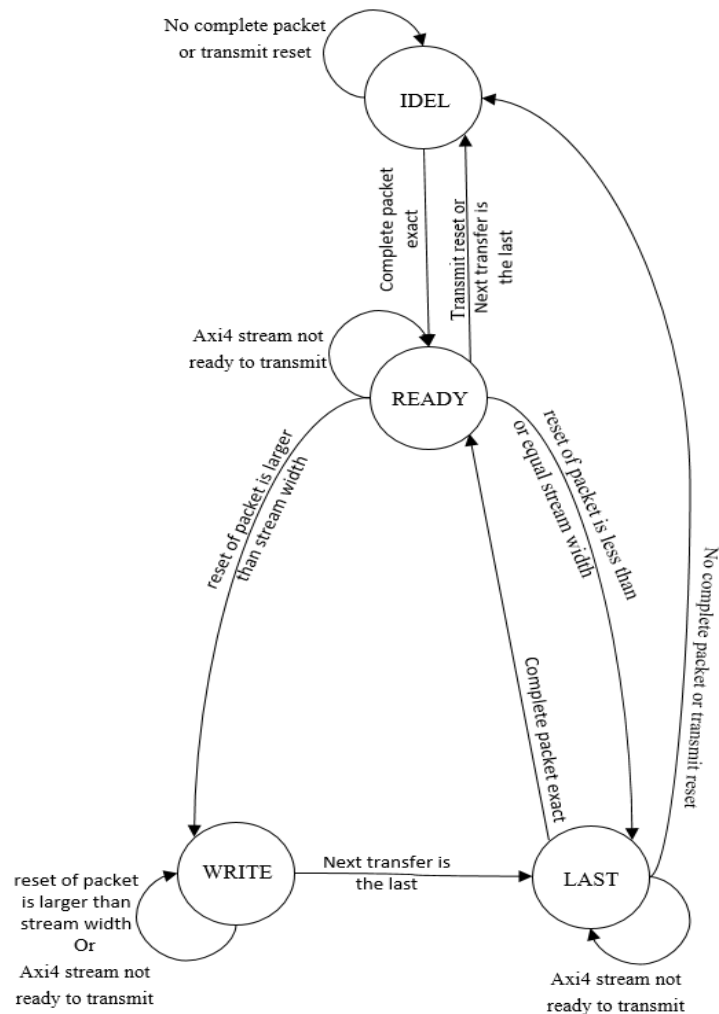 No complete packet
or transmit reset
IDEL
Complete packet
exact
Transmit reset or
Next transfer is
the last
Axi4 stream not
ready to transmit
READY
reset of packet is larger
than stream width
reset of packet is less than
or equal stream width
No complete packet or transmit reset
Complete packet exact
WRITE
Next transfer is
the last
LAST
reset of packet
is larger than
stream width
Or
Axi4 stream not
ready to transmit
Axi4 stream not
ready to transmit